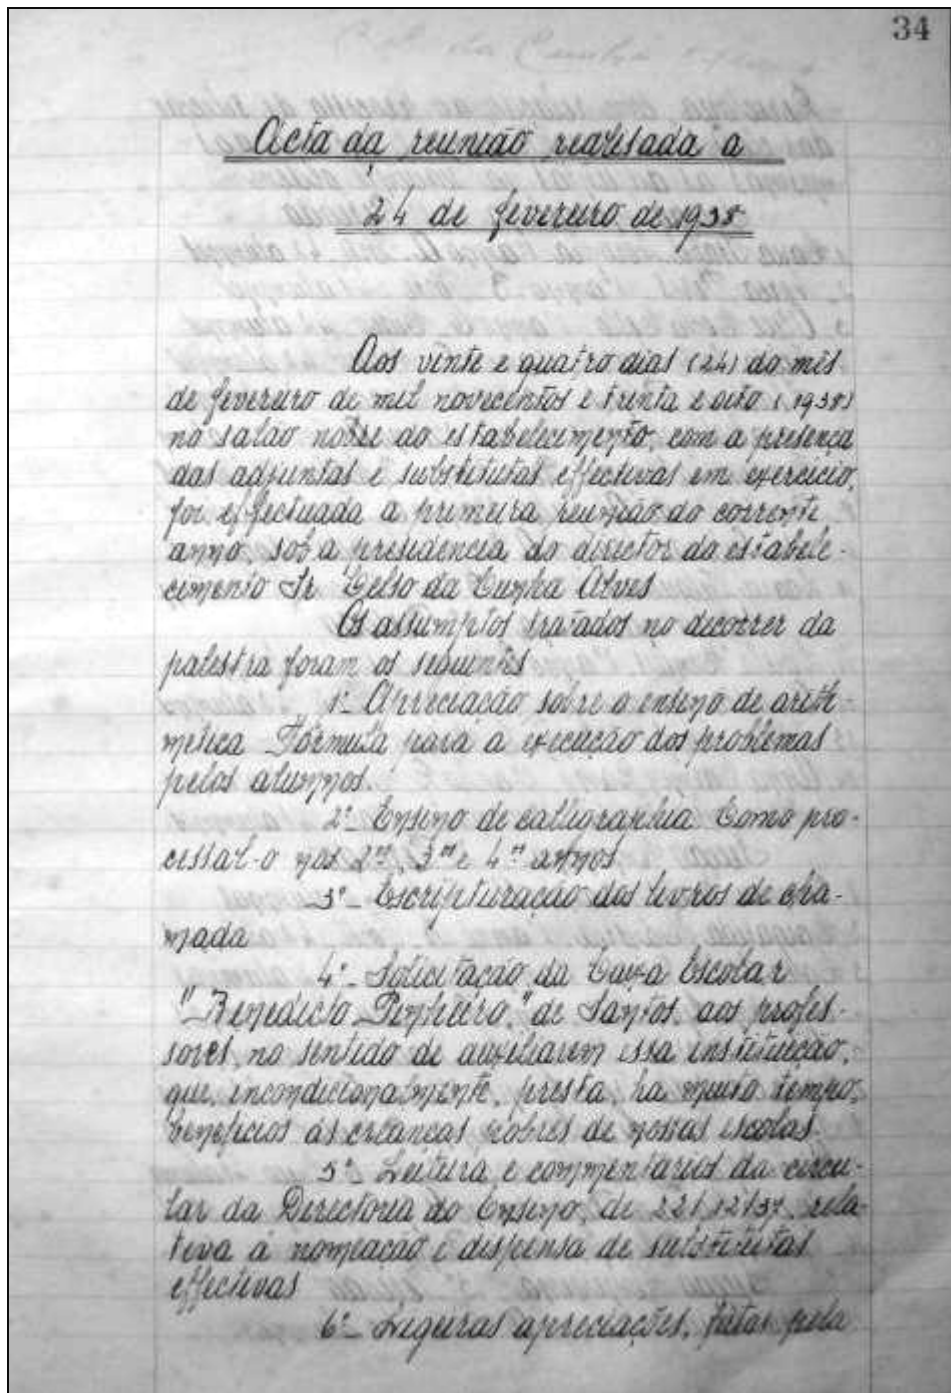 34
Acta da reunião realisada a
24 de fevereiro de 1938
Aos vinte e quatro dias (24) do mês
de fevereiro de mil novecentos e trinta e oito (1938)
no salão nobre do estabelecimento, com a presença
das adjuntas e substitutas effectivas em exercicio,
foi effectuada a primeira reunião do corrente
anno, sob a presidencia do director do estabele-
cimento Sr. Celso da Cunha Alves
Os assumptos tratados no decorrer da
palestra foram os seguintes
1º- Apreciação sobre o ensino de arith-
metica Fórmula para a execução dos problemas
pelos alumnos.
2º- Ensino de calligraphia Como pro-
cessal-o nos 2ºs, 3ºs e 4ºs annos
3º- Escripturação dos livros de cha-
mada
4º- Solicitação da Caixa Escolar
"Benedicto Pinheiro," de Santos, aos profes-
sores, no sentido de auxiliarem essa instituição,
que, incondicionalmente, presta, ha muito tempo,
beneficios ás creanças pobres de nossas escolas.
5º- Leitura e commentarios da circu-
lar da Directoria do Ensino, de 22/12/37, rela-
tiva á nomeação e dispensa de substitutas
effectivas
6º- Ligeiras apreciações, feitas pela